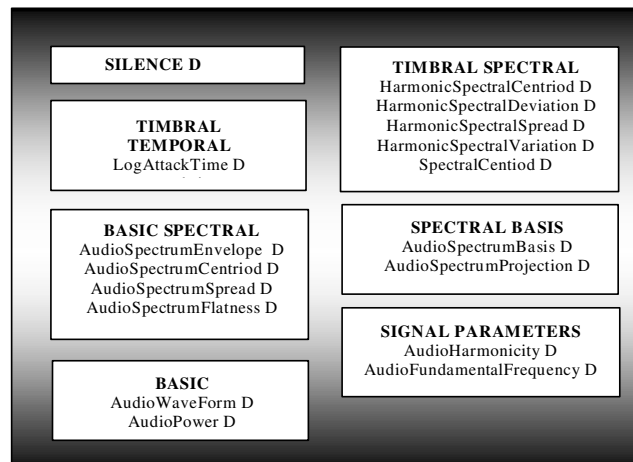 SILENCE D
TIMBRAL
TEMPORAL
LogAttackTime D
BASIC SPECTRAL
AudioSpectrumEnvelope D
AudioSpectrumCentriod D
AudioSpectrumSpread D
AudioSpectrumFlatness D
BASIC
AudioWaveForm D
AudioPower D
TIMBRAL SPECTRAL
HarmonicSpectralCentriod D
HarmonicSpectralDeviation D
HarmonicSpectralSpread D
HarmonicSpectralVariation D
SpectralCentiod D
SPECTRAL BASIS
AudioSpectrumBasis D
AudioSpectrumProjection D
SIGNAL PARAMETERS
AudioHarmonicity D
AudioFundamentalFrequency D